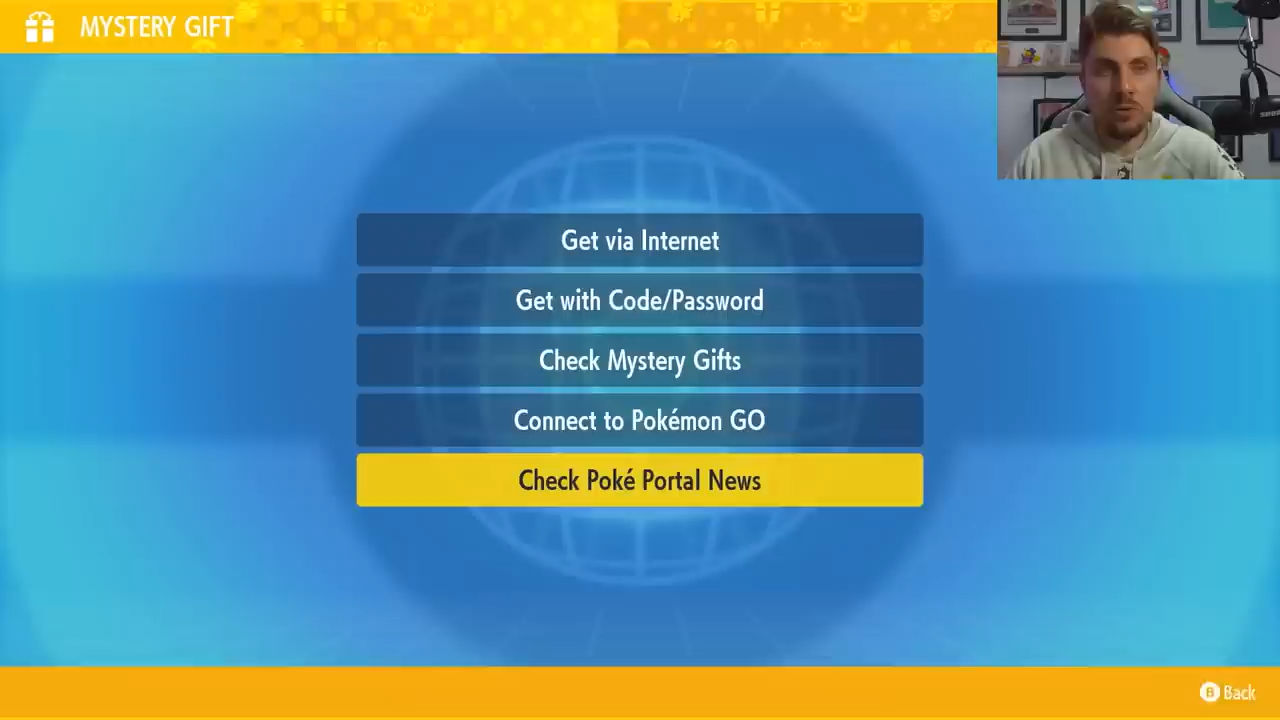 MYSTERY GIFT
Get via Internet
Get with Code/Password
Check Mystery Gifts
Connect to Pokémon GO
Check Poké Portal News
B Back